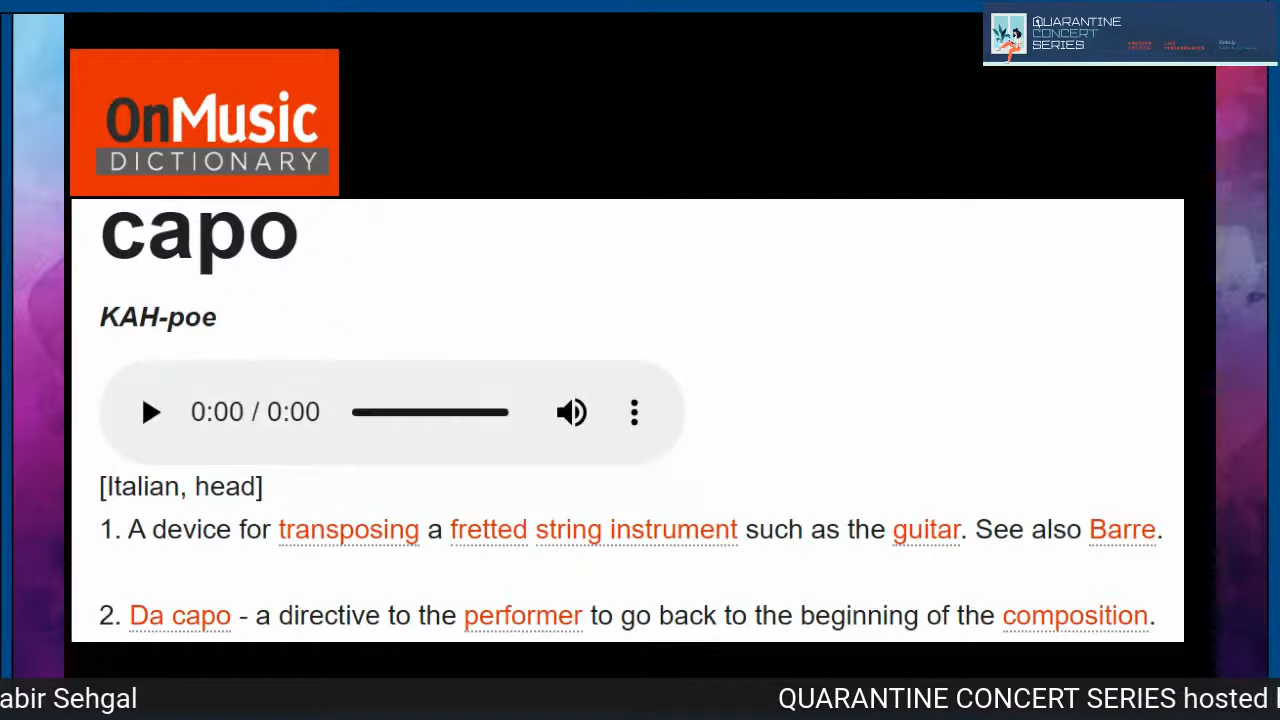 QUARANTINE
CONCERT
SERIES
OnMusic
DICTIONARY
capo
KAH-poe
0:00 / 0:00
[Italian, head]
1. A device for transposing a fretted string instrument such as the guitar. See also Barre.
2. Da capo - a directive to the performer to go back to the beginning of the composition.
abir Sehgal
QUARANTINE CONCERT SERIES hosted